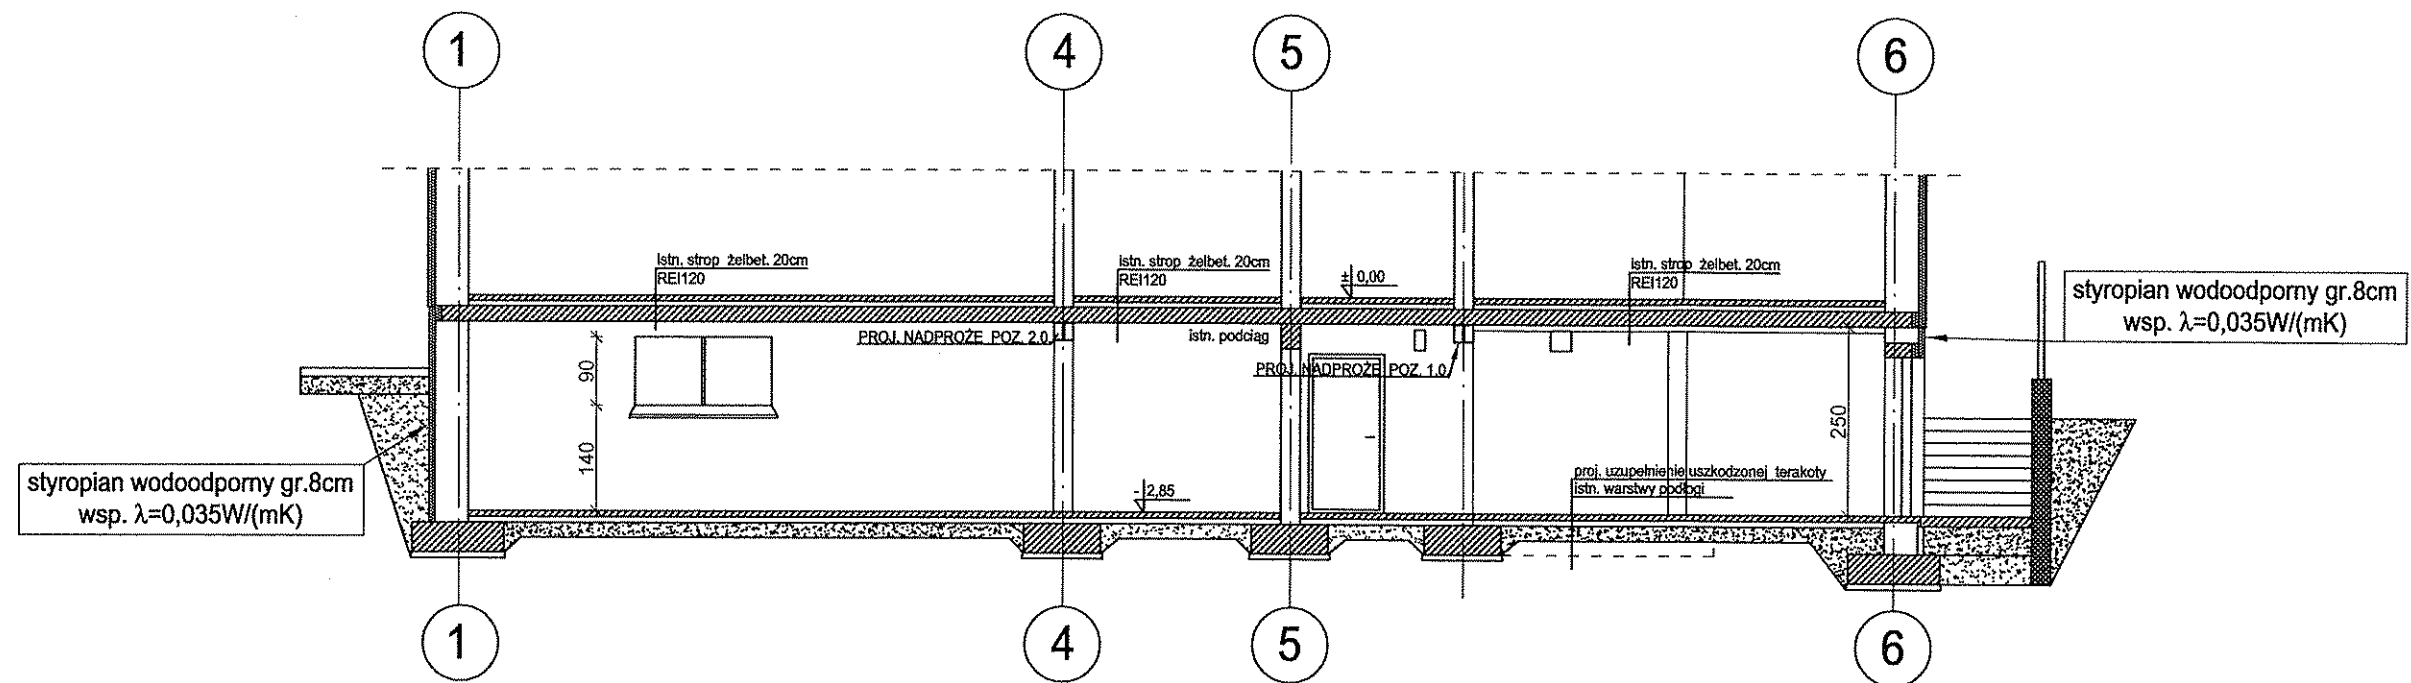 1
4
5
6
istn. strop żelbet. 20cm
REI120
istn. strop żelbet. 20cm
REI120
± 0,00
istn. strop żelbet. 20cm
REI120
styropian wodoodporny gr.8cm
wsp. λ=0,035W/(mK)
PROJ. NADPROŻE POZ. 2.0
istn. podciąg
PROJ. NADPROŻE POZ. 1.0
90
140
250
styropian wodoodporny gr.8cm
wsp. λ=0,035W/(mK)
-2,85
proj. uzupełnienie uszkodzonej terakoty
istn. warstwy podłogi
1
4
5
6